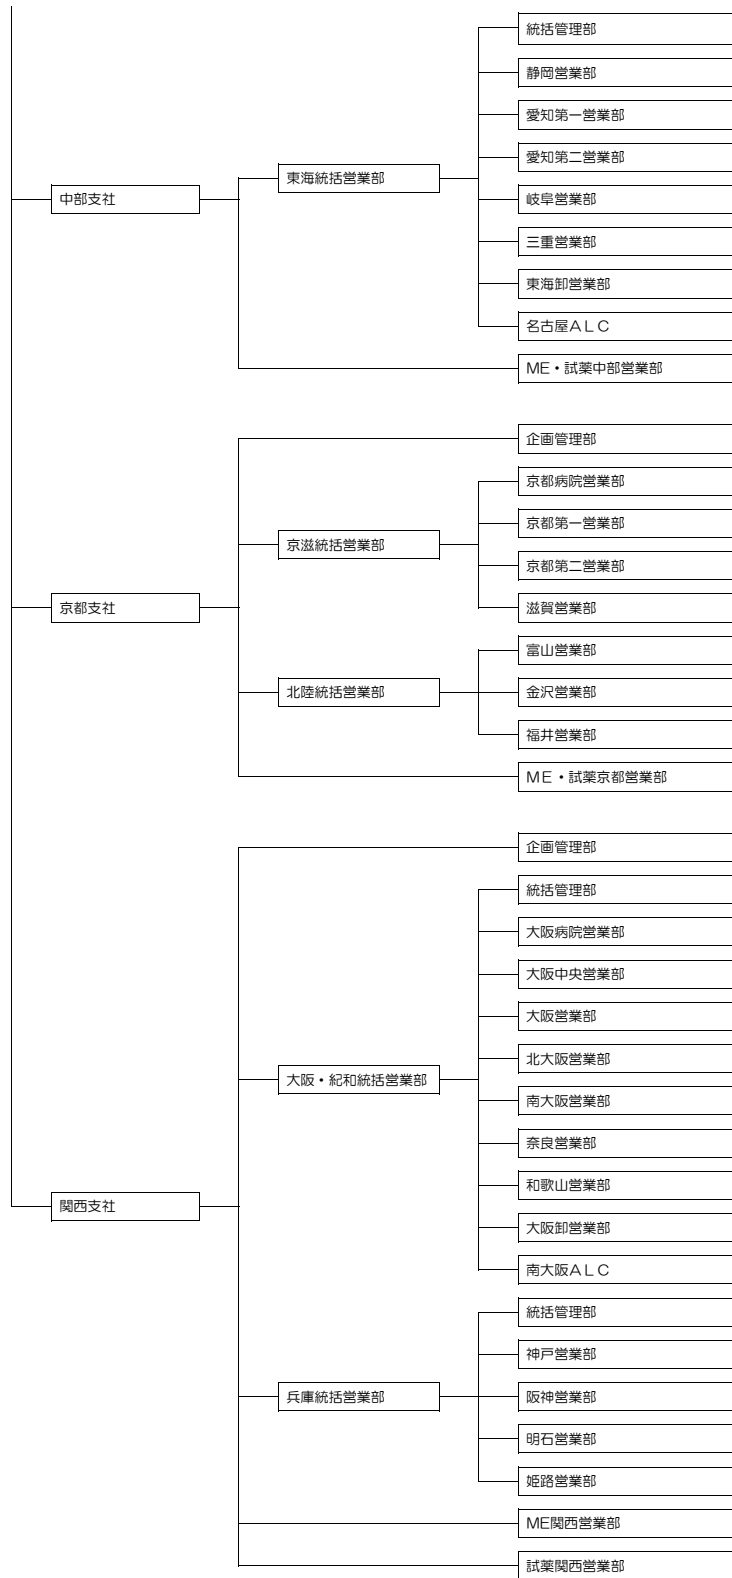 中部支社
東海統括営業部
統括管理部
静岡営業部
愛知第一営業部
愛知第二営業部
岐阜営業部
三重営業部
東海卸営業部
名古屋ＡＬＣ
ME・試薬中部営業部
京都支社
企画管理部
京滋統括営業部
京都病院営業部
京都第一営業部
京都第二営業部
滋賀営業部
北陸統括営業部
富山営業部
金沢営業部
福井営業部
ＭＥ・試薬京都営業部
関西支社
企画管理部
大阪・紀和統括営業部
統括管理部
大阪病院営業部
大阪中央営業部
大阪営業部
北大阪営業部
南大阪営業部
奈良営業部
和歌山営業部
大阪卸営業部
南大阪ＡＬＣ
兵庫統括営業部
統括管理部
神戸営業部
阪神営業部
明石営業部
姫路営業部
ME関西営業部
試薬関西営業部